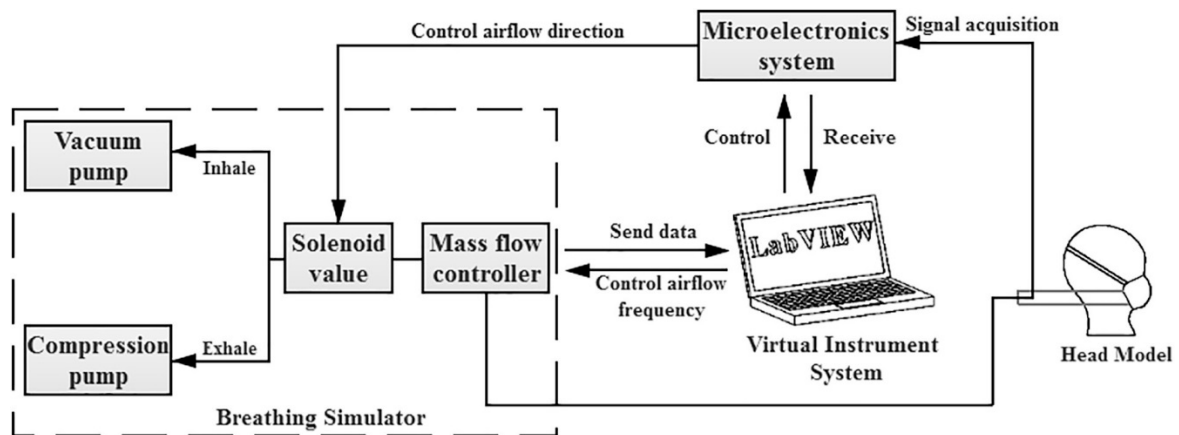 Control airflow direction
Microelectronics
system
Signal acquisition
Vacuum
pump
Inhale
Control
Receive
Solenoid
value
Mass flow
controller
Send data
LabVIEW
Control airflow
frequency
Compression
pump
Exhale
Virtual Instrument
System
Head Model
Breathing Simulator